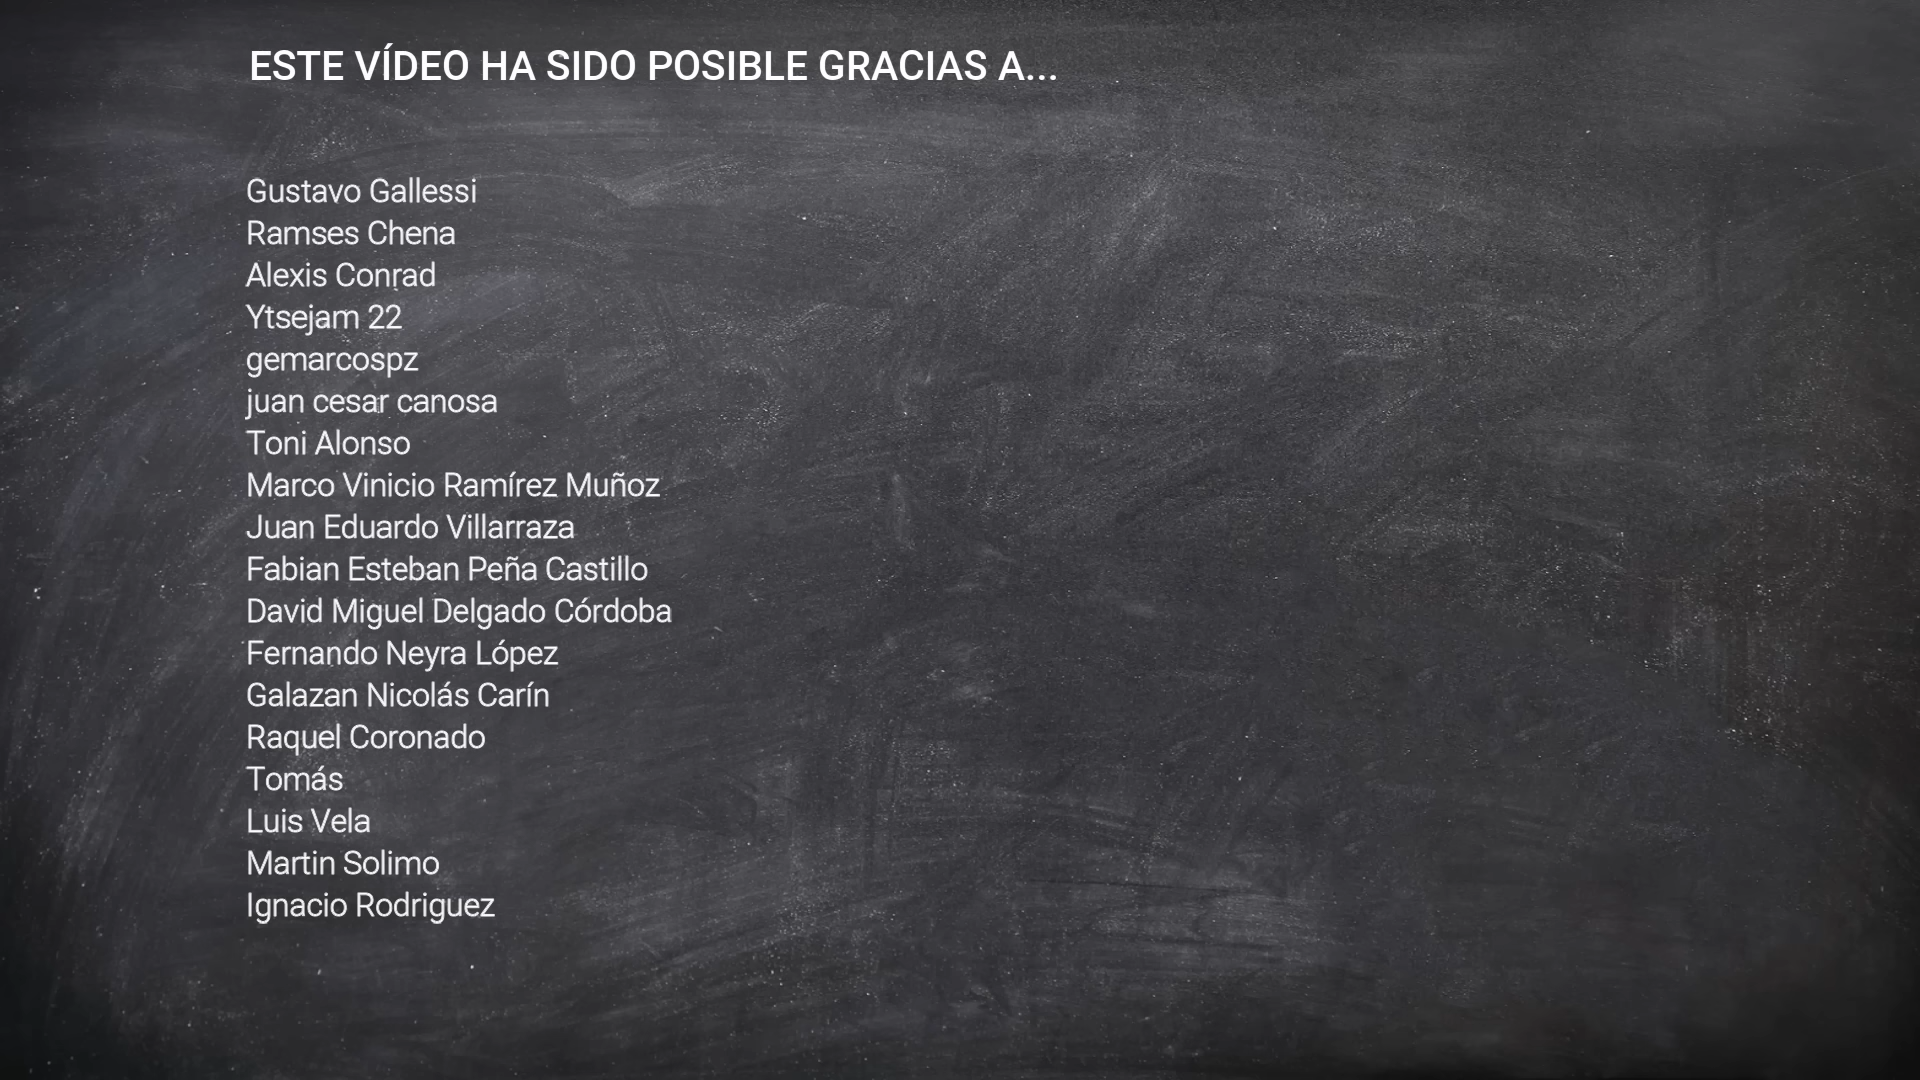 ESTE VÍDEO HA SIDO POSIBLE GRACIAS A...
Gustavo Gallessi
Ramses Chena
Alexis Conrad
Ytsejam 22
gemarcospz
juan cesar canosa
Toni Alonso
Marco Vinicio Ramírez Muñoz
Juan Eduardo Villarraza
Fabian Esteban Peña Castillo
David Miguel Delgado Córdoba
Fernando Neyra López
Galazan Nicolás Carín
Raquel Coronado
Tomás
Luis Vela
Martin Solimo
Ignacio Rodriguez